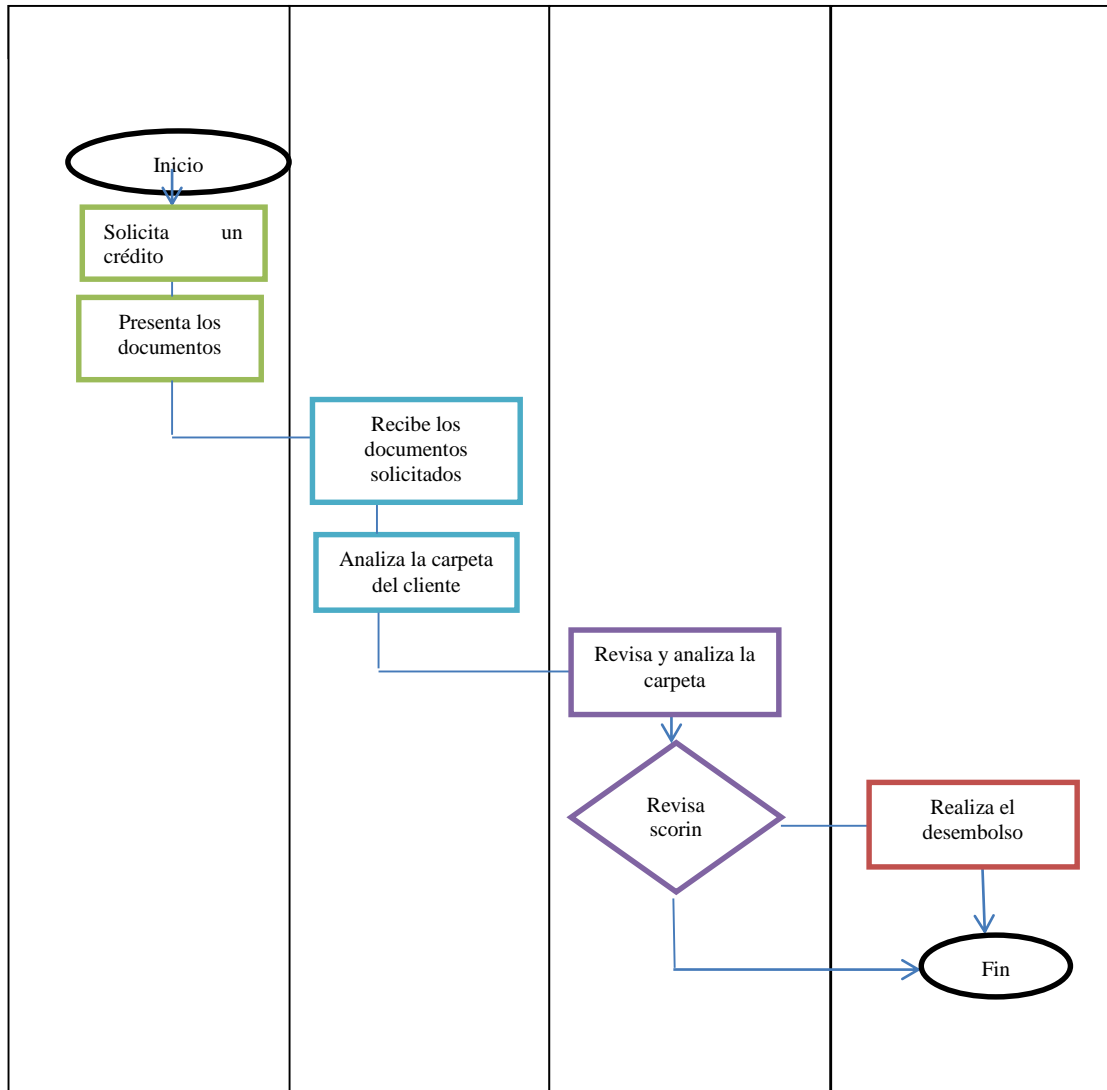 Inicio
Solicita un
crédito
Presenta los
documentos
Recibe los
documentos
solicitados
Analiza la carpeta
del cliente
Revisa y analiza la
carpeta
Revisa
scorin
Realiza el
desembolso
Fin